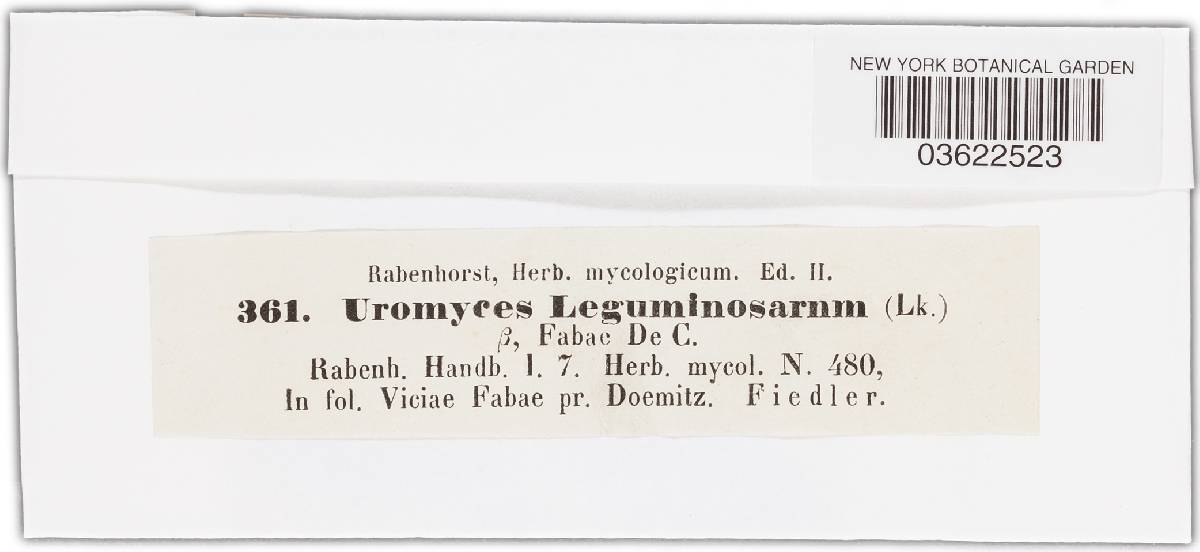 NEW YORK BOTANICAL GARDEN
03622523
Rabenhorst, Herb. mycologicum. Ed. II.
361. Uromyces Leguminosarnm (Lk.)
β, Fabae De C.
Rabenh. Handb. I. 7. Herb. mycol. N. 480,
In fol. Viciae Fabae pr. Doemitz. Fiedler.